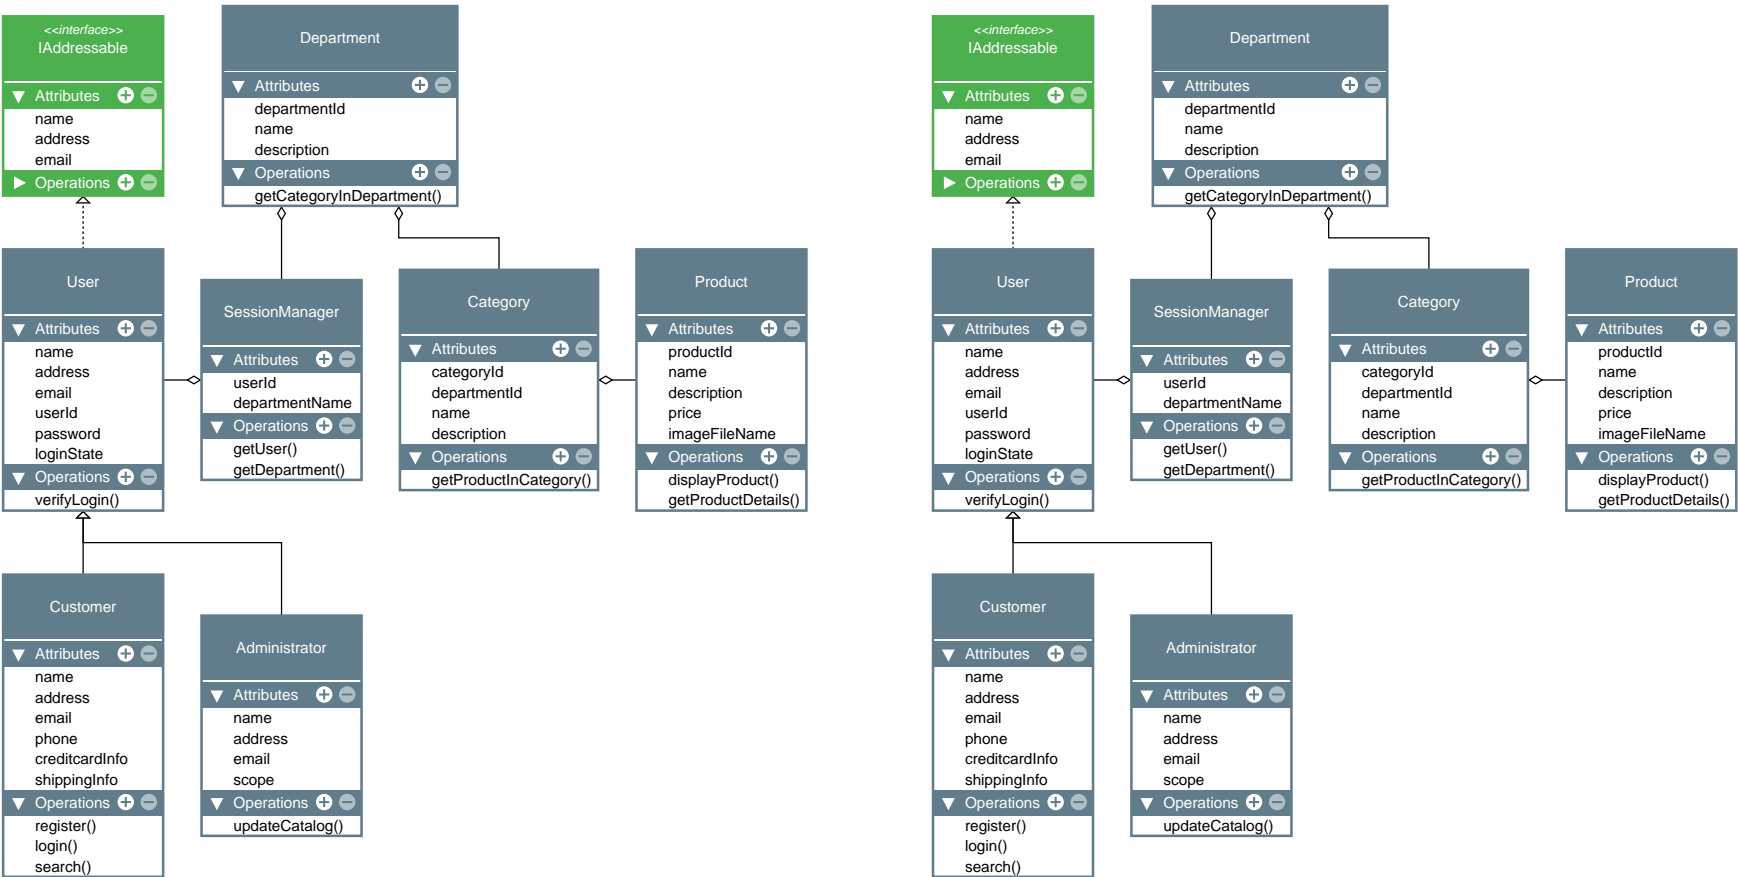 <<interface>>
IAddressable
Attributes
name
address
email
Operations
Department
Attributes
departmentId
name
description
Operations
getCategoryInDepartment()
User
Attributes
name
address
email
userId
password
loginState
Operations
verifyLogin()
SessionManager
Attributes
userId
departmentName
Operations
getUser()
getDepartment()
Category
Attributes
categoryId
departmentId
name
description
Operations
getProductInCategory()
Product
Attributes
productId
name
description
price
imageFileName
Operations
displayProduct()
getProductDetails()
Customer
Attributes
name
address
email
phone
creditcardInfo
shippingInfo
Operations
register()
login()
search()
Administrator
Attributes
name
address
email
scope
Operations
updateCatalog()
<<interface>>
IAddressable
Attributes
name
address
email
Operations
Department
Attributes
departmentId
name
description
Operations
getCategoryInDepartment()
User
Attributes
name
address
email
userId
password
loginState
Operations
verifyLogin()
SessionManager
Attributes
userId
departmentName
Operations
getUser()
getDepartment()
Category
Attributes
categoryId
departmentId
name
description
Operations
getProductInCategory()
Product
Attributes
productId
name
description
price
imageFileName
Operations
displayProduct()
getProductDetails()
Customer
Attributes
name
address
email
phone
creditcardInfo
shippingInfo
Operations
register()
login()
search()
Administrator
Attributes
name
address
email
scope
Operations
updateCatalog()